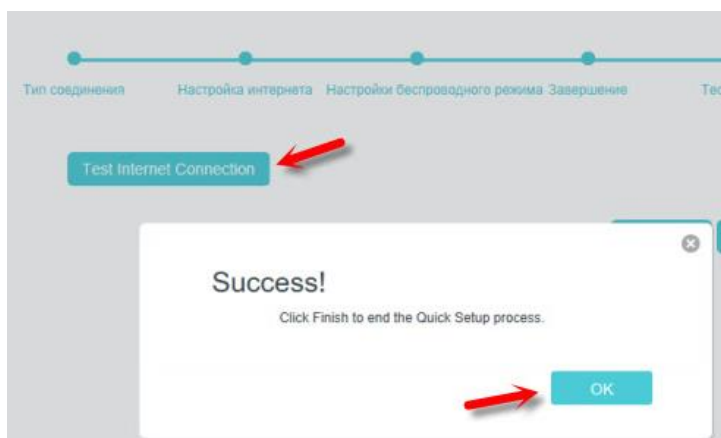 Тип соединения Настройка интернета Настройки беспроводного режима Завершение
Test Internet Connection
Success!
Click Finish to end the Quick Setup process.
OK